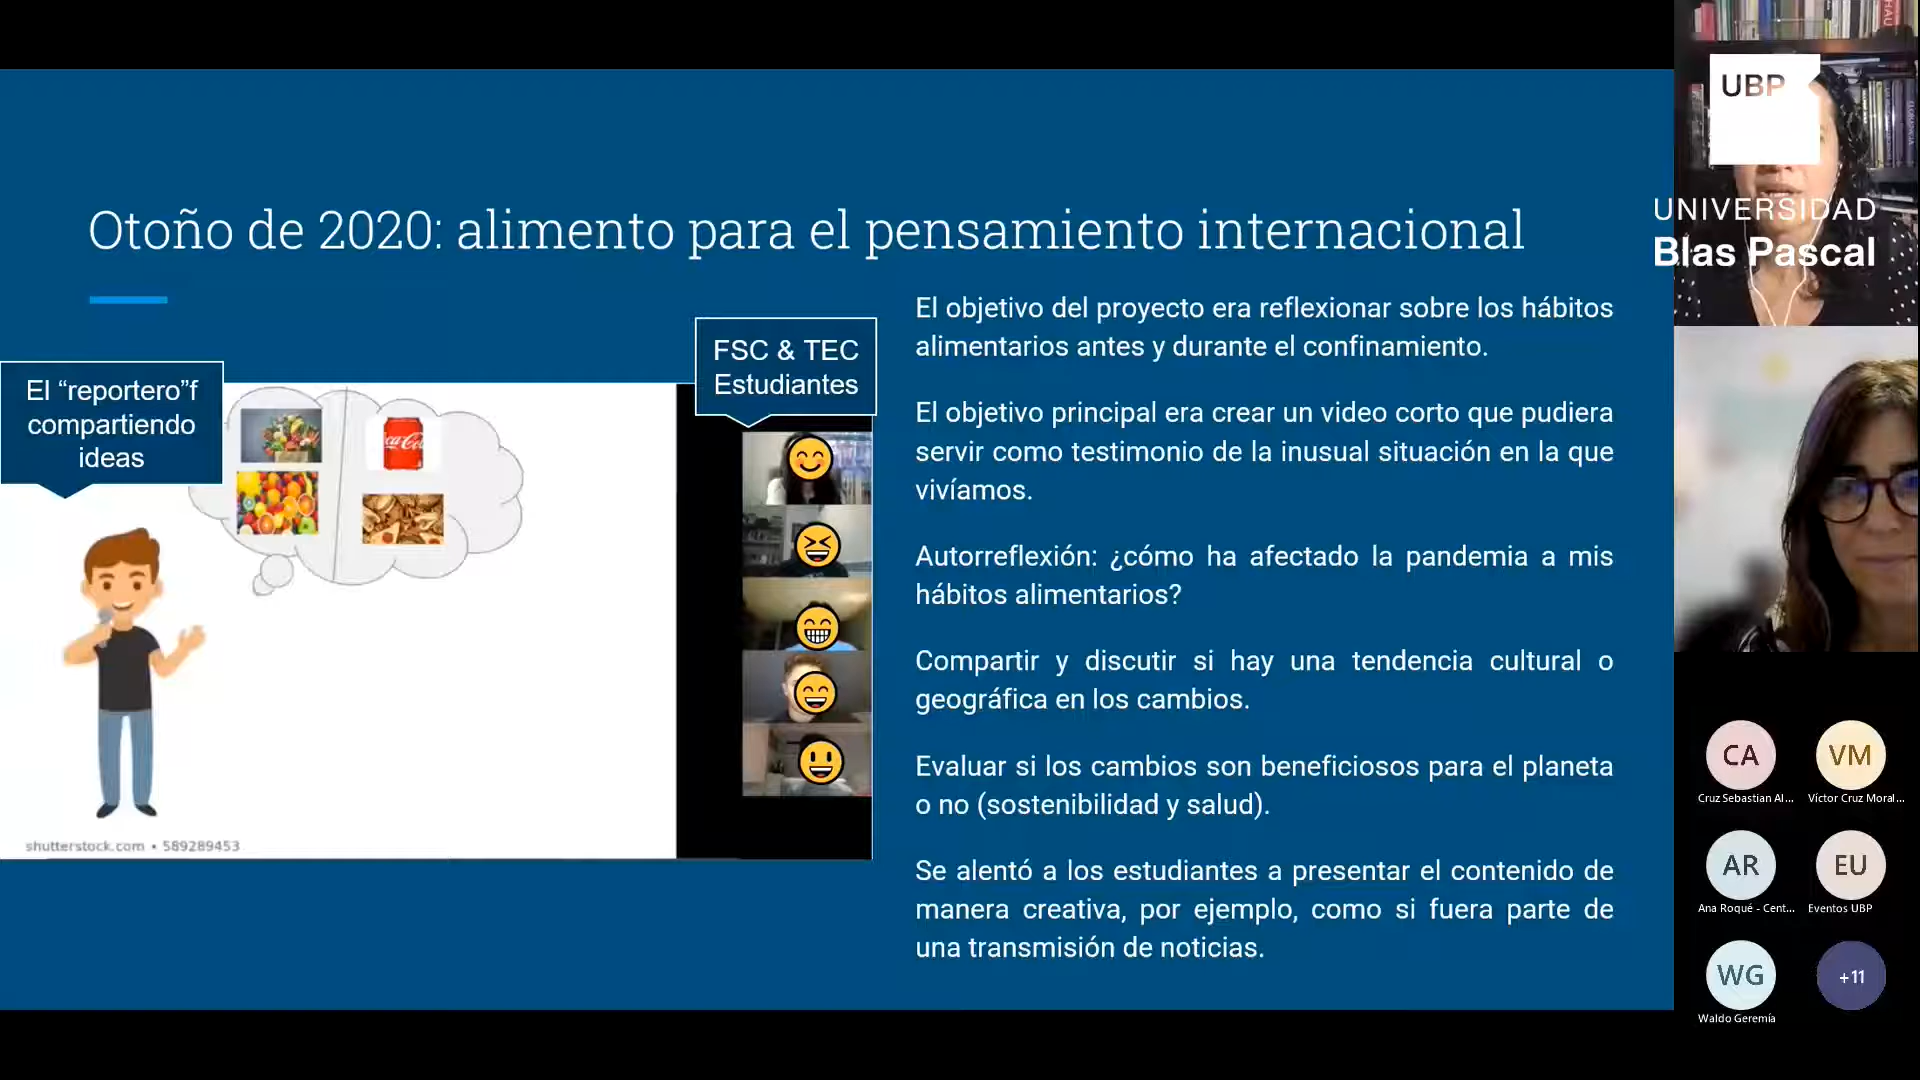 Otoño de 2020: alimento para el pensamiento internacional
El “reportero”f
compartiendo
ideas
FSC & TEC
Estudiantes
shutterstock.com • 589289453
El objetivo del proyecto era reflexionar sobre los hábitos
alimentarios antes y durante el confinamiento.
El objetivo principal era crear un video corto que pudiera
servir como testimonio de la inusual situación en la que
vivíamos.
Autorreflexión: ¿cómo ha afectado la pandemia a mis
hábitos alimentarios?
Compartir y discutir si hay una tendencia cultural o
geográfica en los cambios.
Evaluar si los cambios son beneficiosos para el planeta
o no (sostenibilidad y salud).
Se alentó a los estudiantes a presentar el contenido de
manera creativa, por ejemplo, como si fuera parte de
una transmisión de noticias.
UBP
UNIVERSIDAD
Blas Pascal
CA
Cruz Sebastian Al...
VM
Víctor Cruz Moral...
AR
Ana Roqué - Cent...
EU
Eventos UBP
WG
Waldo Geremía
+11